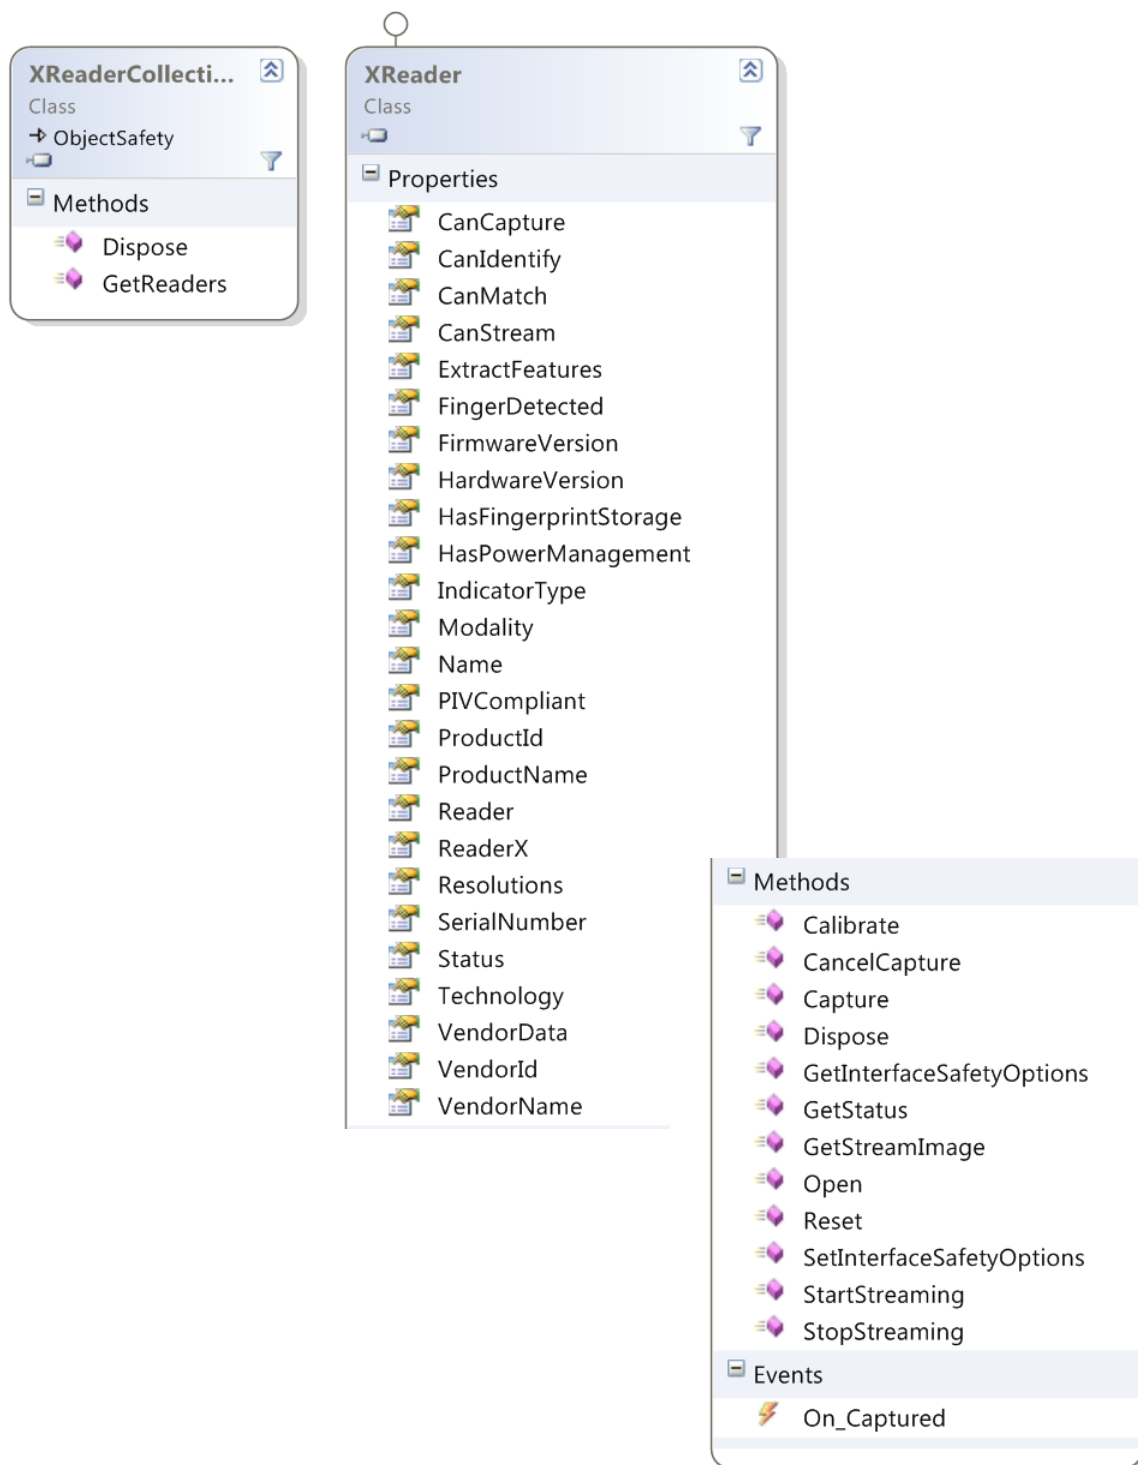 XReaderCollecti...
Class
ObjectSafety
Methods
Dispose
GetReaders
XReader
Class
Properties
CanCapture
CanIdentify
CanMatch
CanStream
ExtractFeatures
FingerDetected
FirmwareVersion
HardwareVersion
HasFingerprintStorage
HasPowerManagement
IndicatorType
Modality
Name
PIVCompliant
ProductId
ProductName
Reader
ReaderX
Resolutions
SerialNumber
Status
Technology
VendorData
VendorId
VendorName
Methods
Calibrate
CancelCapture
Capture
Dispose
GetInterfaceSafetyOptions
GetStatus
GetStreamImage
Open
Reset
SetInterfaceSafetyOptions
StartStreaming
StopStreaming
Events
On_Captured